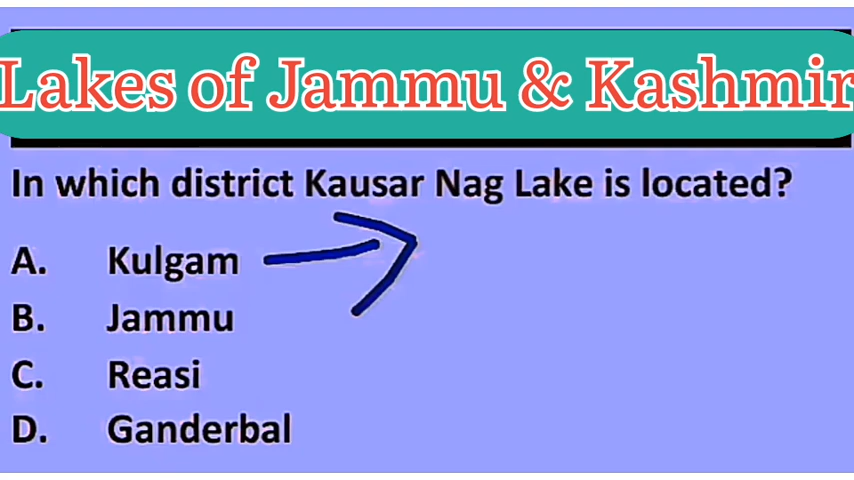 Lakes of Jammu & Kashmir
In which district Kausar Nag Lake is located?
A. Kulgam
B. Jammu
C. Reasi
D. Ganderbal